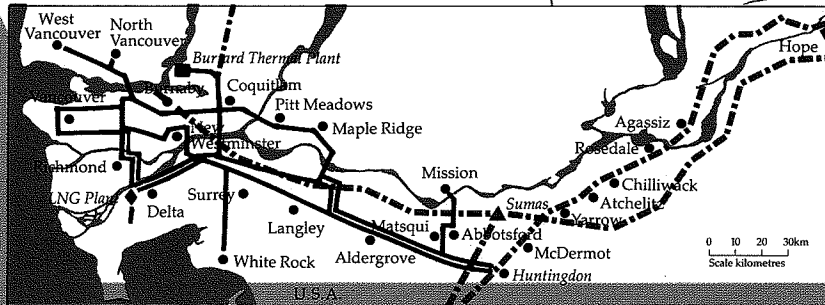 West
Vancouver
North
Vancouver
Burrard Thermal Plant
Hope
Burnaby
Coquitlam
Vancouver
Pitt Meadows
New
Westminster
Maple Ridge
Agassiz
Rosedale
Richmond
Mission
Chilliwack
LNG Plant
Surrey
Sumas
Atchelitz
Delta
Yarrow
Langley
Matsqui
Abbotsford
Aldergrove
McDermot
0 10 20 30km
Scale kilometres
White Rock
Huntingdon
U.S.A.